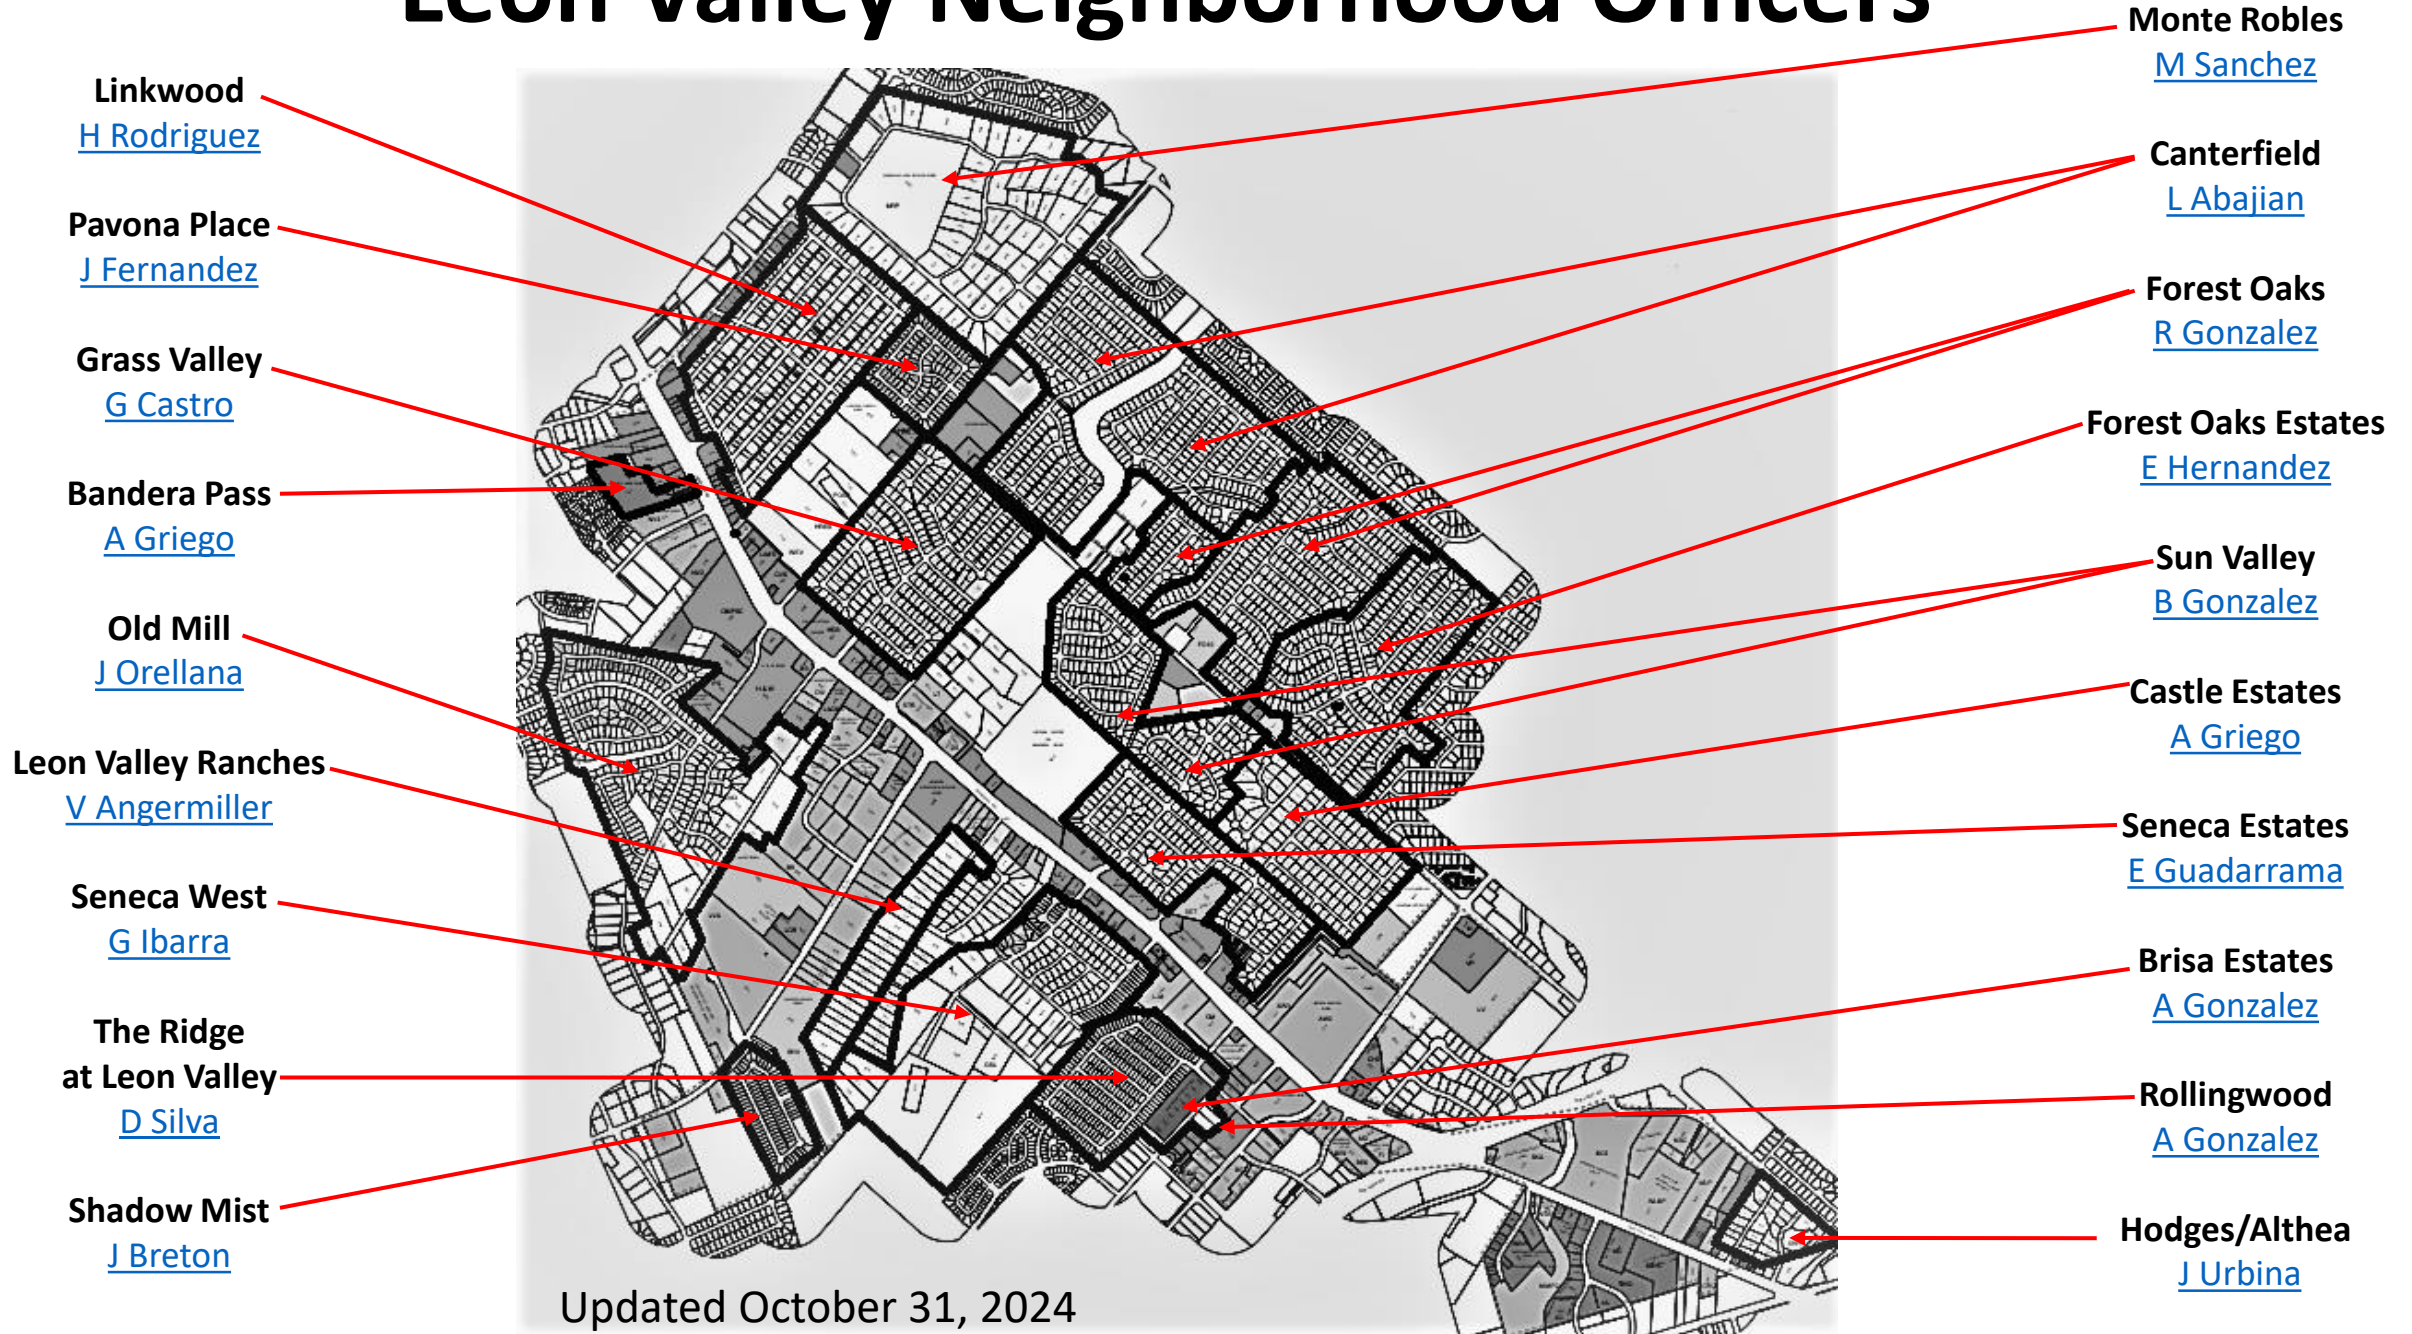 Leon Valley Neighborhood Officers
Linkwood
H Rodriguez
Pavona Place
J Fernandez
Grass Valley
G Castro
Bandera Pass
A Griego
Old Mill
J Orellana
Leon Valley Ranches
V Angermiller
Seneca West
G Ibarra
The Ridge
at Leon Valley
D Silva
Shadow Mist
J Breton
Monte Robles
M Sanchez
Canterfield
L Abajian
Forest Oaks
R Gonzalez
Forest Oaks Estates
E Hernandez
Sun Valley
B Gonzalez
Castle Estates
A Griego
Seneca Estates
E Guadarrama
Brisa Estates
A Gonzalez
Rollingwood
A Gonzalez
Hodges/Althea
J Urbina
Updated October 31, 2024